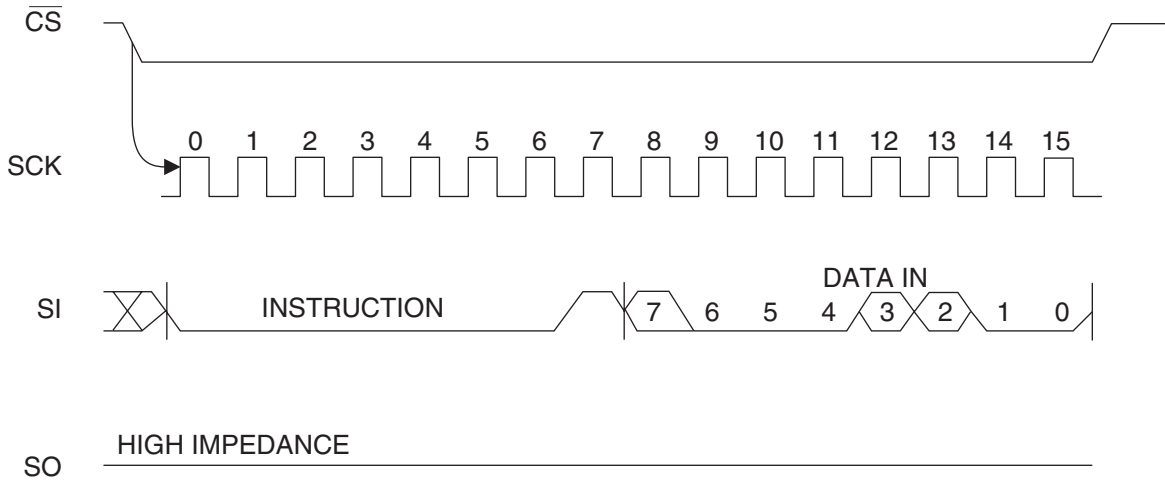 C̅S̅
SCK
0 1 2 3 4 5 6 7 8 9 10 11 12 13 14 15
DATA IN
SI
INSTRUCTION
7 6 5 4 3 2 1 0
HIGH IMPEDANCE
SO